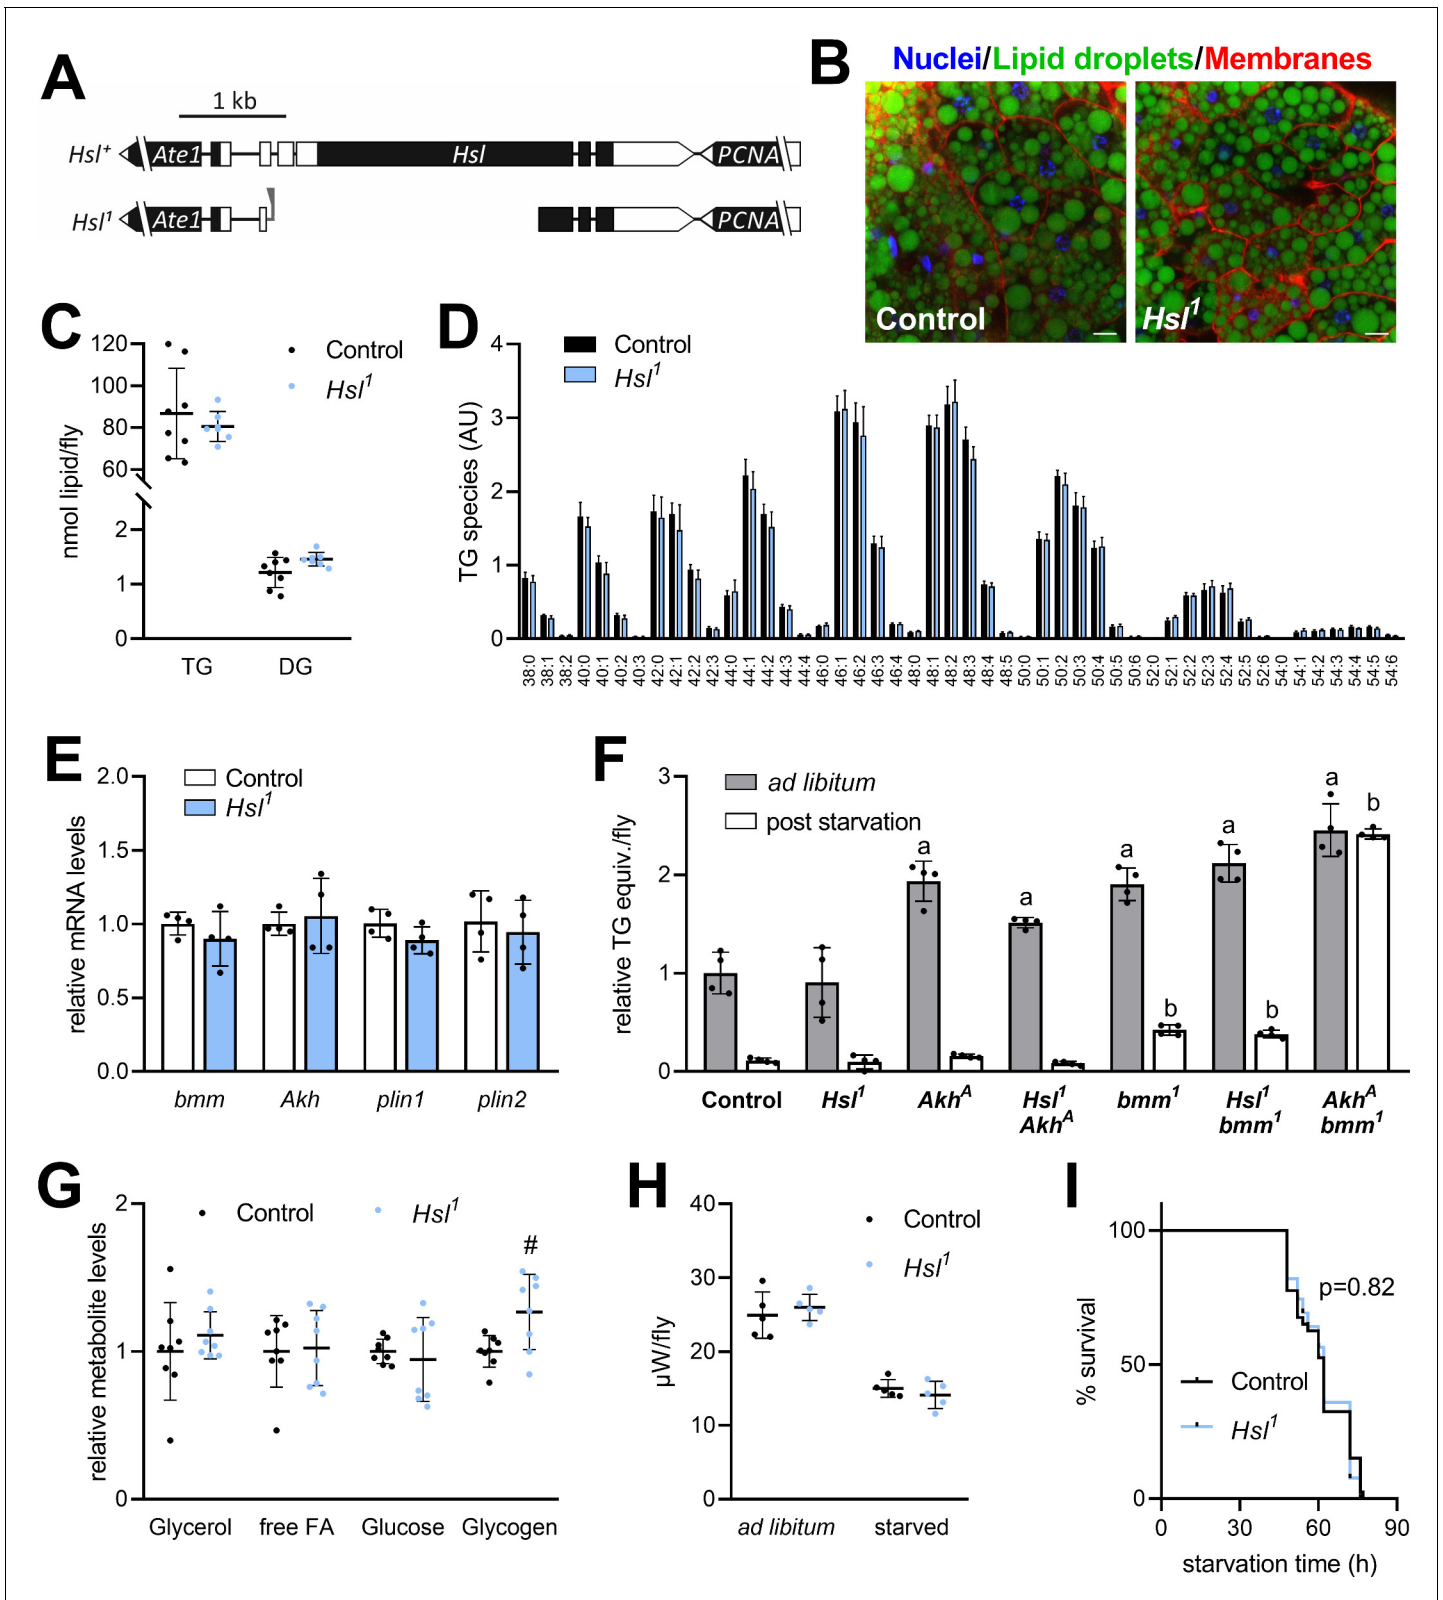 A
1 kb
Hsl+ Ate1 Hsl PCNA
Hsl1 Ate1 PCNA
B
Nuclei/Lipid droplets/Membranes
Control
Hsl1
C
120
100
80
60
2
1
0
nmol lipid/fly
Control
Hsl1
TG DG
D
4
3
2
1
0
TG species (AU)
Control
Hsl1
38:0 38:1 38:2 40:0 40:1 40:2 40:3 42:0 42:1 42:2 42:3 44:0 44:1 44:2 44:3 44:4 46:0 46:1 46:2 46:3 46:4 48:0 48:1 48:2 48:3 48:4 48:5 50:0 50:1 50:2 50:3 50:4 50:5 50:6 52:0 52:1 52:2 52:3 52:4 52:5 52:6 54:0 54:1 54:2 54:3 54:4 54:5 54:6
E
2.0
1.5
1.0
0.5
0.0
relative mRNA levels
Control
Hsl1
bmm Akh plin1 plin2
F
3
2
1
0
relative TG equiv./fly
ad libitum
post starvation
a a a b a b a b
Control Hsl1 AkhA Hsl1 bmm1 Hsl1 AkhA
AkhA bmm1 bmm1
G
2
1
0
relative metabolite levels
Control Hsl1
#
Glycerol free FA Glucose Glycogen
H
40
30
20
10
0
µW/fly
Control
Hsl1
ad libitum starved
I
100
50
0
% survival
p=0.82
Control
Hsl1
0 30 60 90
starvation time (h)